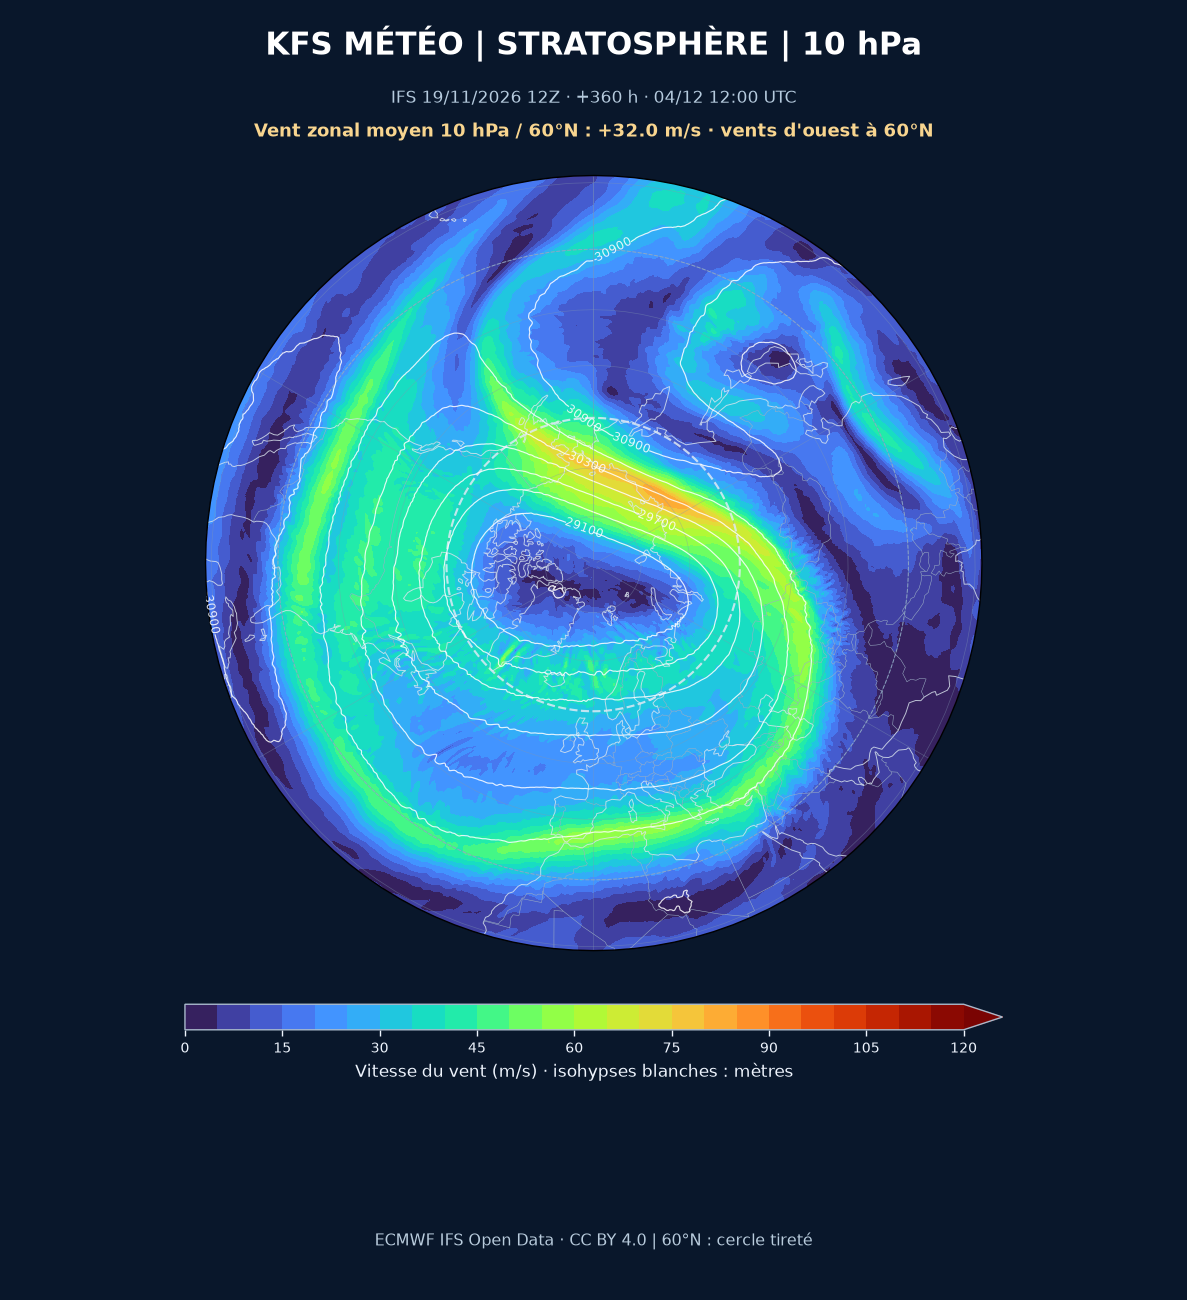 KFS MÉTÉO | STRATOSPHÈRE | 10 hPa
IFS 19/11/2026 12Z · +360 h · 04/12 12:00 UTC
Vent zonal moyen 10 hPa / 60°N : +32.0 m/s · vents d'ouest à 60°N
30900
30900
30900
30300
29700
29100
30900
0 15 30 45 60 75 90 105 120
Vitesse du vent (m/s) · isohypses blanches : mètres
ECMWF IFS Open Data · CC BY 4.0 | 60°N : cercle tireté